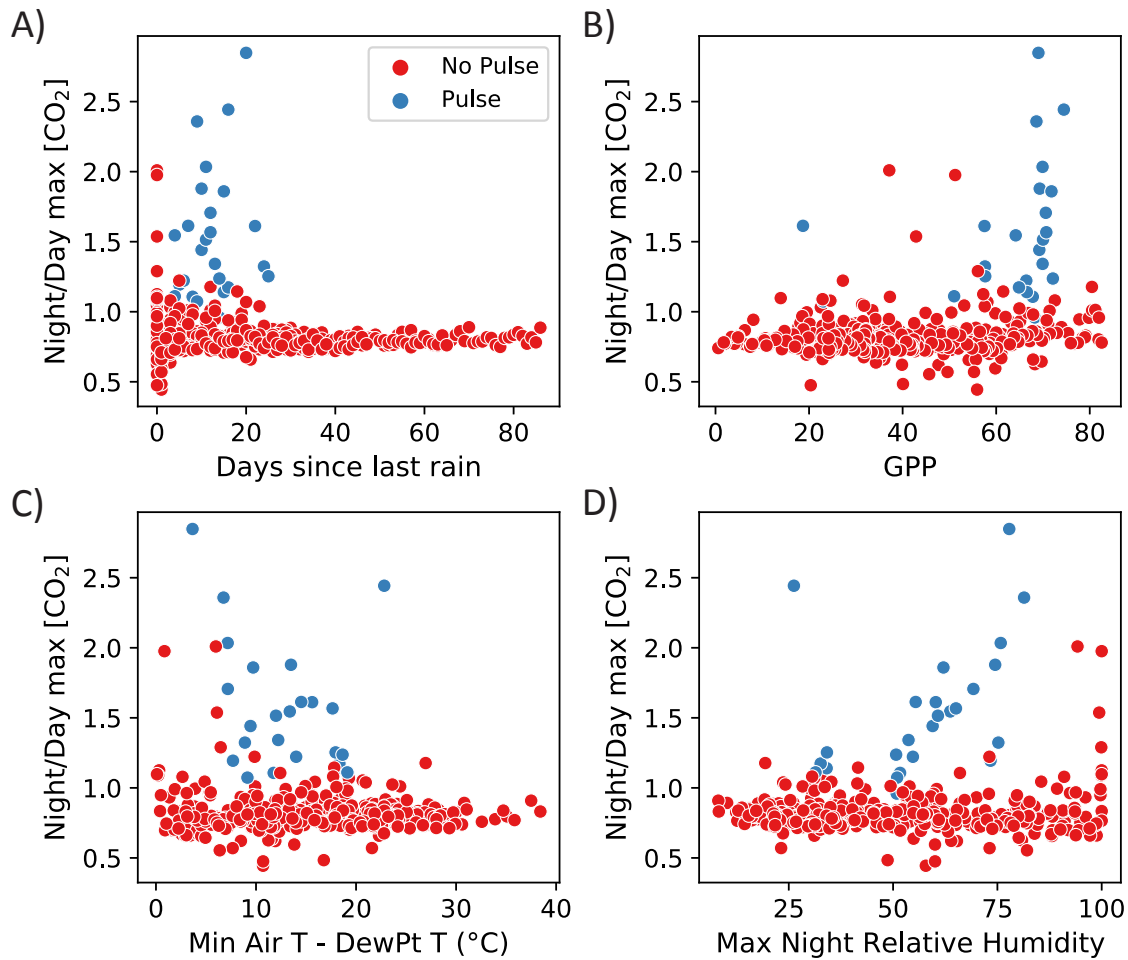 A)
Night/Day max [CO₂]
2.5
2.0
1.5
1.0
0.5
No Pulse
Pulse
0 20 40 60 80
Days since last rain
B)
Night/Day max [CO₂]
2.5
2.0
1.5
1.0
0.5
0 20 40 60 80
GPP
C)
Night/Day max [CO₂]
2.5
2.0
1.5
1.0
0.5
0 10 20 30 40
Min Air T - DewPt T (°C)
D)
Night/Day max [CO₂]
2.5
2.0
1.5
1.0
0.5
25 50 75 100
Max Night Relative Humidity